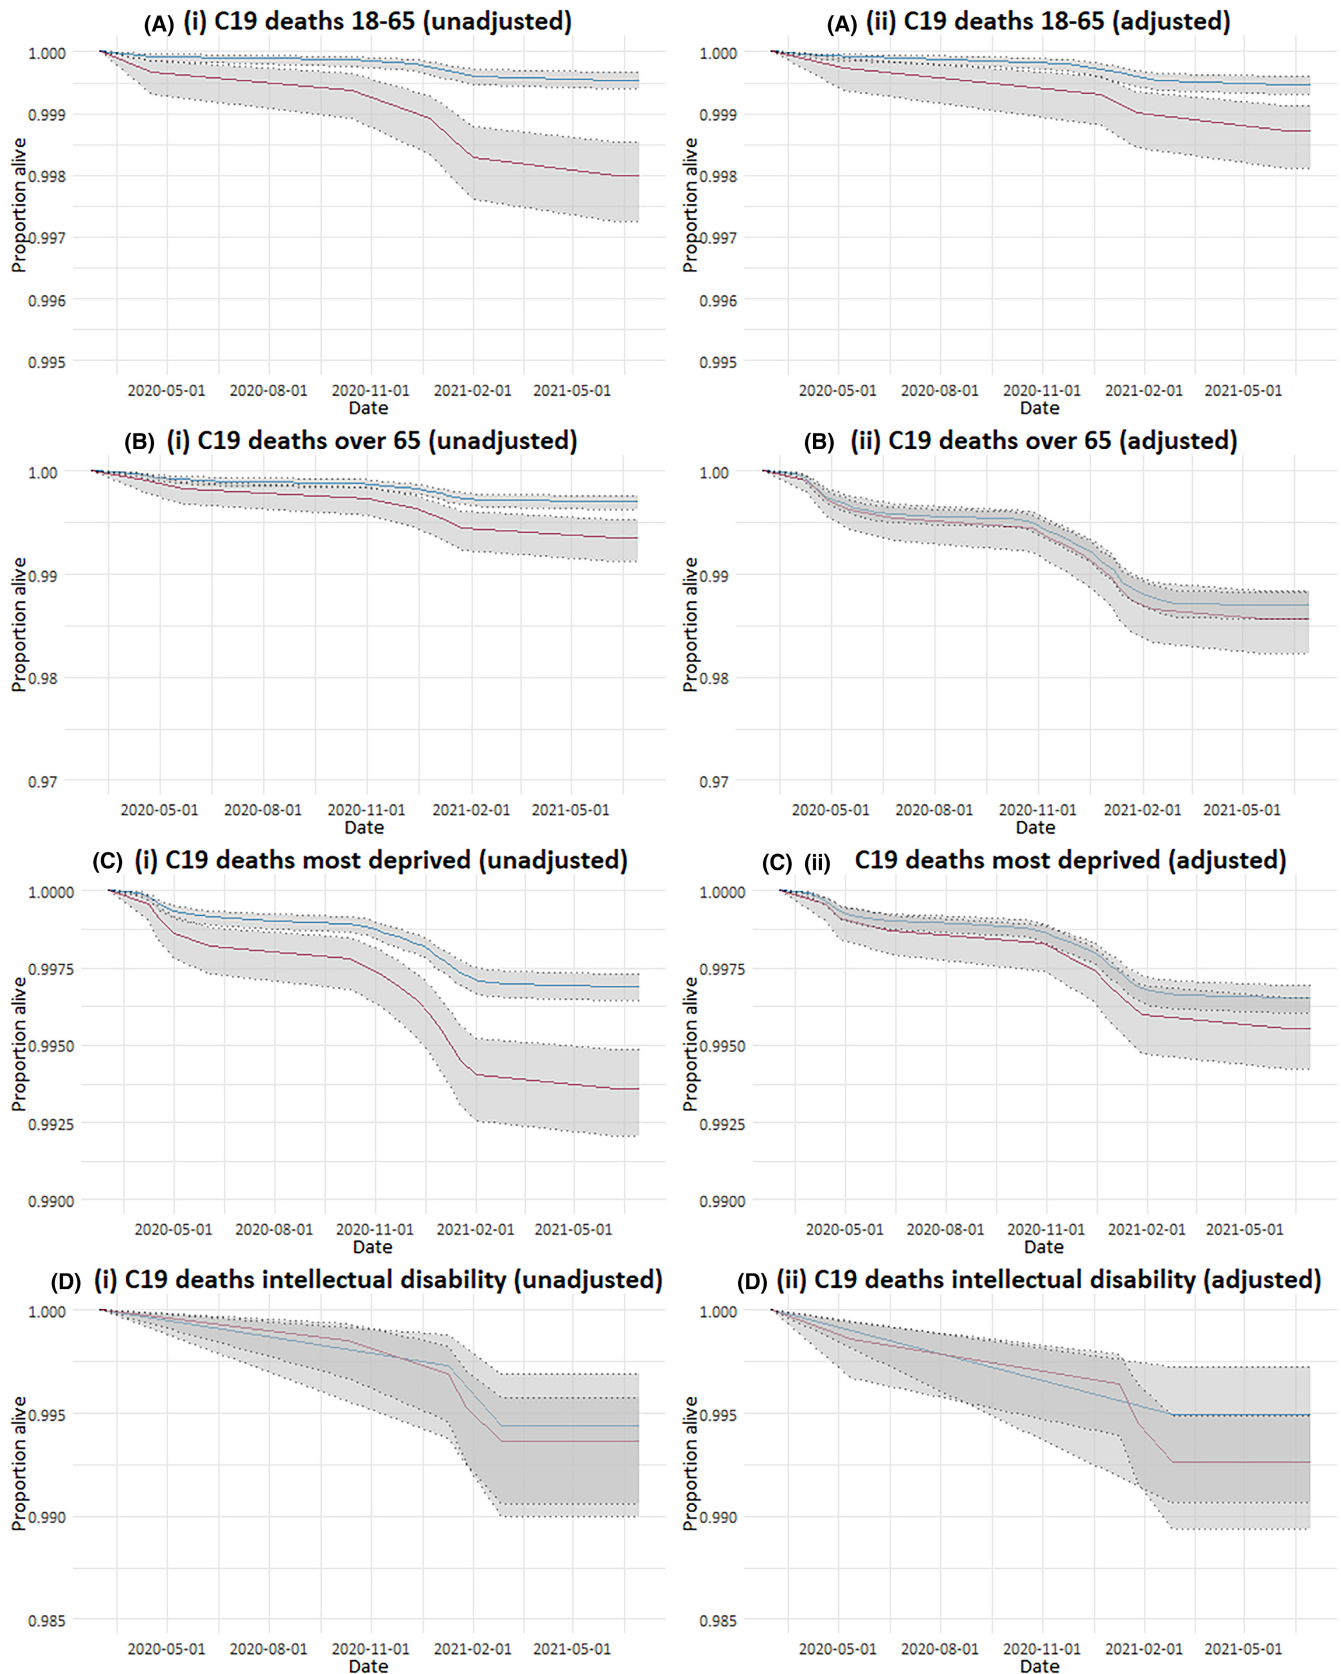 (A) (i) C19 deaths 18-65 (unadjusted)
Proportion alive
1.000
0.999
0.998
0.997
0.996
0.995
2020-05-01 2020-08-01 2020-11-01 2021-02-01 2021-05-01
Date
(A) (ii) C19 deaths 18-65 (adjusted)
Proportion alive
1.000
0.999
0.998
0.997
0.996
0.995
2020-05-01 2020-08-01 2020-11-01 2021-02-01 2021-05-01
Date
(B) (i) C19 deaths over 65 (unadjusted)
Proportion alive
1.00
0.99
0.98
0.97
2020-05-01 2020-08-01 2020-11-01 2021-02-01 2021-05-01
Date
(B) (ii) C19 deaths over 65 (adjusted)
Proportion alive
1.00
0.99
0.98
0.97
2020-05-01 2020-08-01 2020-11-01 2021-02-01 2021-05-01
Date
(C) (i) C19 deaths most deprived (unadjusted)
Proportion alive
1.0000
0.9975
0.9950
0.9925
0.9900
2020-05-01 2020-08-01 2020-11-01 2021-02-01 2021-05-01
Date
(C) (ii) C19 deaths most deprived (adjusted)
Proportion alive
1.0000
0.9975
0.9950
0.9925
0.9900
2020-05-01 2020-08-01 2020-11-01 2021-02-01 2021-05-01
Date
(D) (i) C19 deaths intellectual disability (unadjusted)
Proportion alive
1.000
0.995
0.990
0.985
2020-05-01 2020-08-01 2020-11-01 2021-02-01 2021-05-01
Date
(D) (ii) C19 deaths intellectual disability (adjusted)
Proportion alive
1.000
0.995
0.990
0.985
2020-05-01 2020-08-01 2020-11-01 2021-02-01 2021-05-01
Date